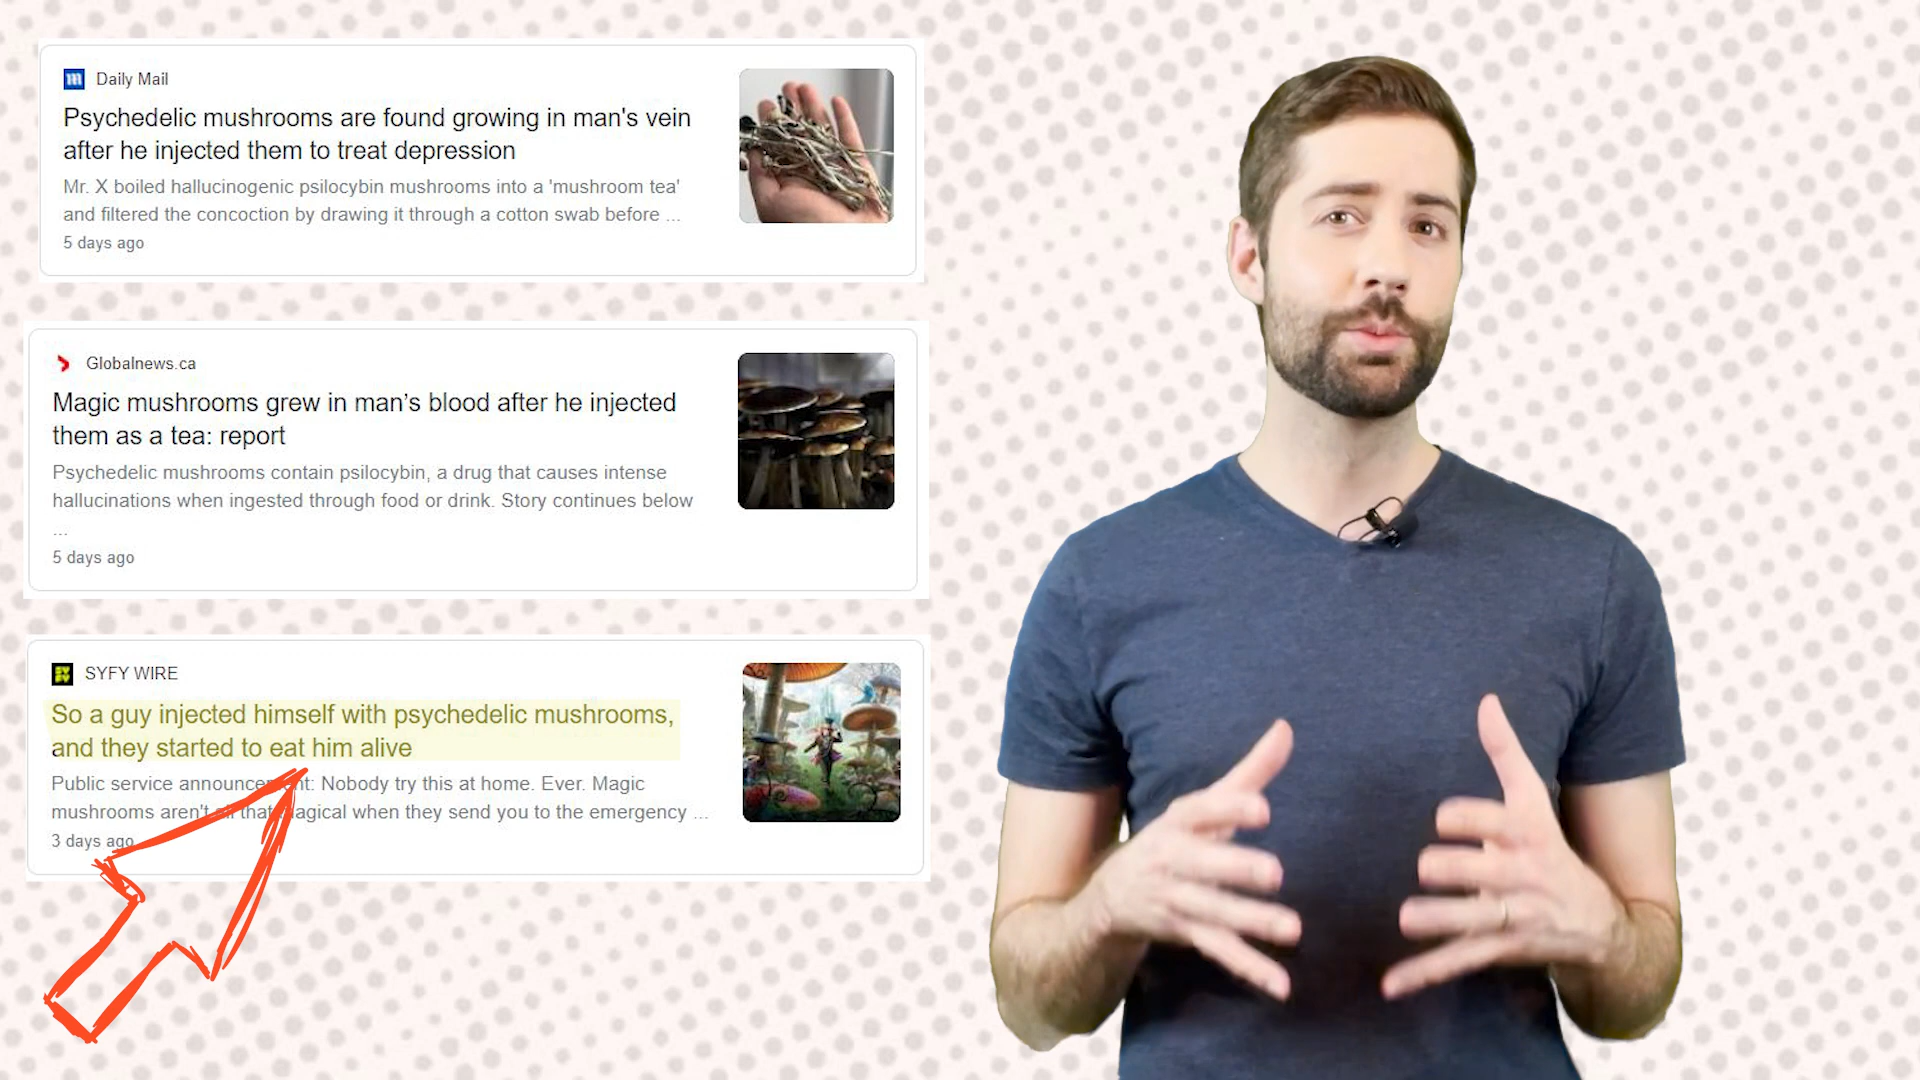 Daily Mail
Psychedelic mushrooms are found growing in man's vein
after he injected them to treat depression
Mr. X boiled hallucinogenic psilocybin mushrooms into a 'mushroom tea'
and filtered the concoction by drawing it through a cotton swab before ...
5 days ago
Globalnews.ca
Magic mushrooms grew in man’s blood after he injected
them as a tea: report
Psychedelic mushrooms contain psilocybin, a drug that causes intense
hallucinations when ingested through food or drink. Story continues below
...
5 days ago
SYFY WIRE
So a guy injected himself with psychedelic mushrooms,
and they started to eat him alive
Public service announcement: Nobody try this at home. Ever. Magic
mushrooms aren't all that magical when they send you to the emergency ...
3 days ago